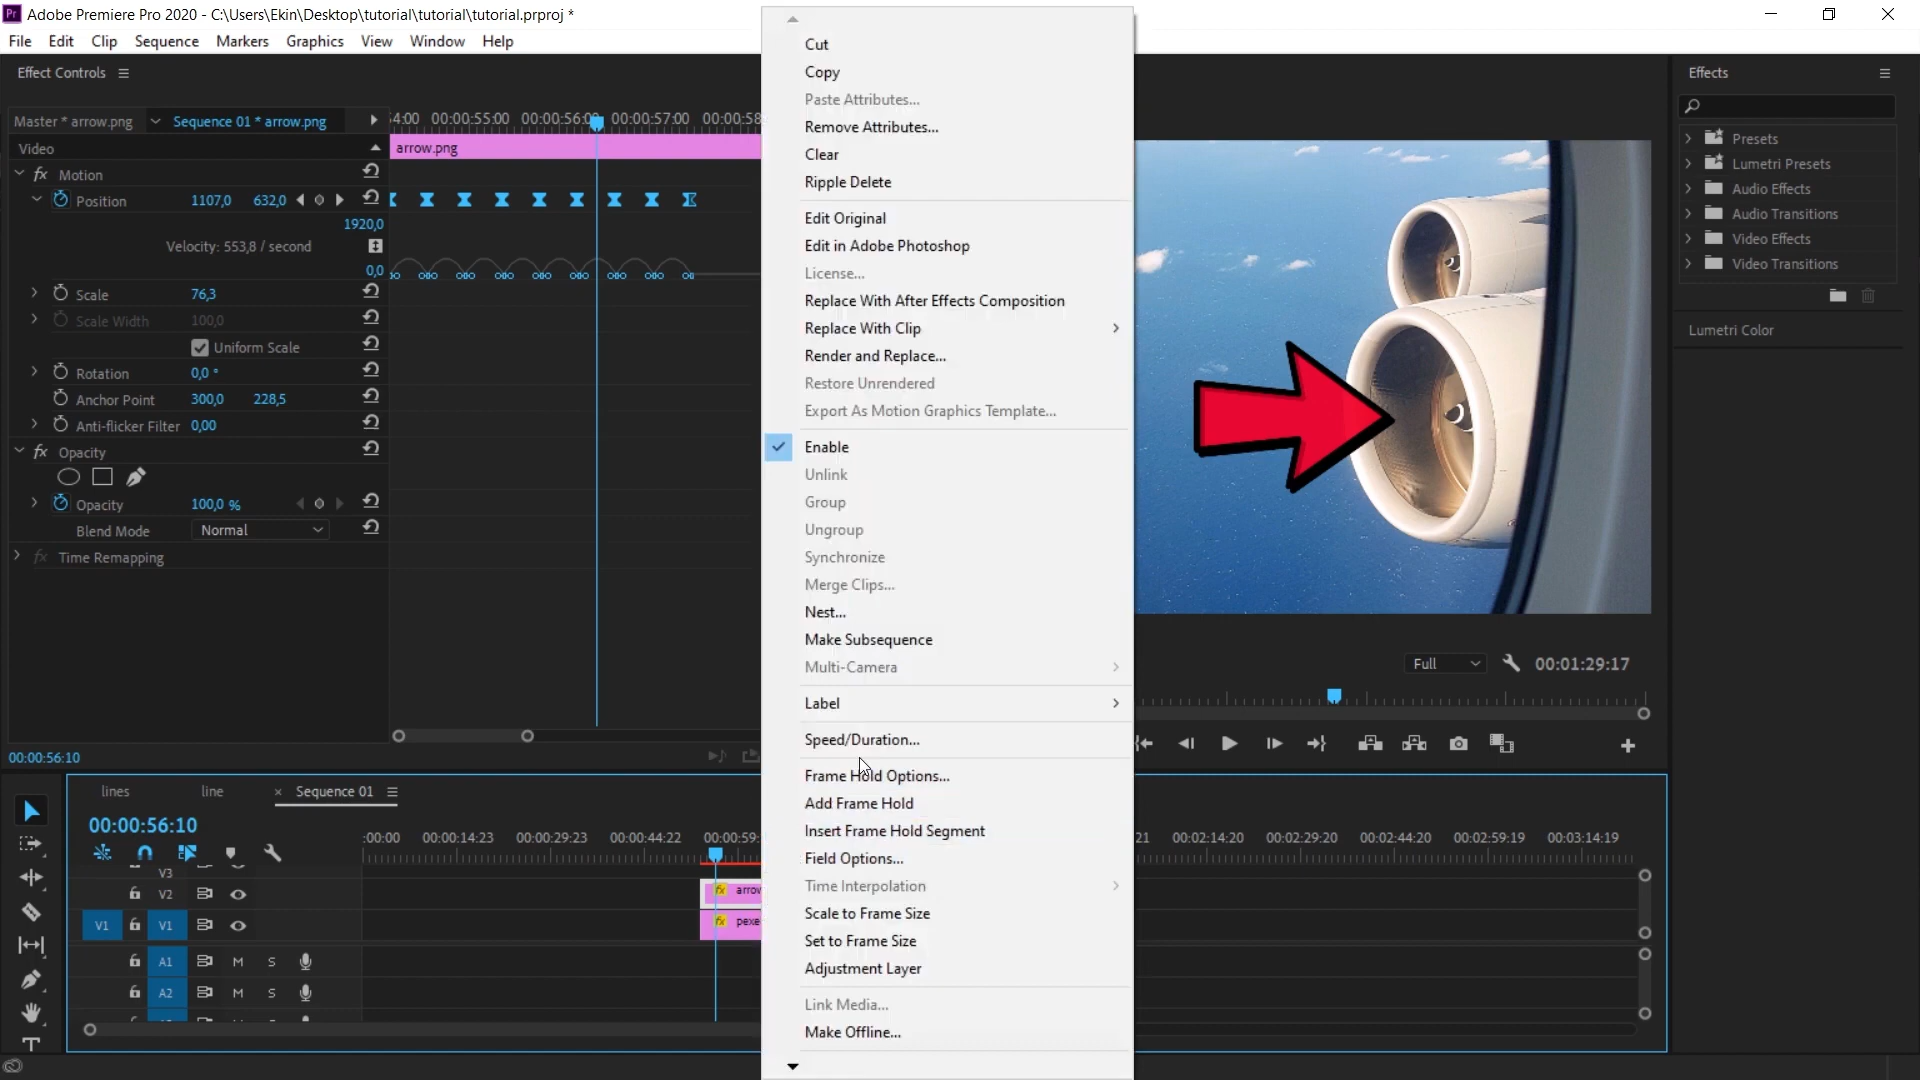 Adobe Premiere Pro 2020 - C:\Users\Ekin\Desktop\tutorial\tutorial\tutorial.prproj *
File Edit Clip Sequence Markers Graphics View Window Help
Effect Controls
Master * arrow.png
Sequence 01 * arrow.png
00:00:55:00
00:00:57:00
Video
arrow.png
fx Motion
Position 1107,0 632,0
1920,0
Velocity: 553,8 / second
0,0
Scale 76,3
Scale Width 100,0
Uniform Scale
Rotation 0,0 °
Anchor Point 300,0 228,5
Anti-flicker Filter 0,00
fx Opacity
Opacity 100,0 %
Blend Mode Normal
fx Time Remapping
00:00:56:10
Cut
Copy
Paste Attributes...
Remove Attributes...
Clear
Ripple Delete
Edit Original
Edit in Adobe Photoshop
License...
Replace With After Effects Composition
Replace With Clip
Render and Replace...
Restore Unrendered
Export As Motion Graphics Template...
Enable
Unlink
Group
Ungroup
Synchronize
Merge Clips...
Nest...
Make Subsequence
Multi-Camera
Label
Speed/Duration...
Frame Hold Options...
Add Frame Hold
Insert Frame Hold Segment
Field Options...
Time Interpolation
Scale to Frame Size
Set to Frame Size
Adjustment Layer
Link Media...
Make Offline...
Full
00:01:29:17
Effects
Presets
Lumetri Presets
Audio Effects
Audio Transitions
Video Effects
Video Transitions
Lumetri Color
lines
line
× Sequence 01
00:00:56:10
:00:00 00:00:14:23 00:00:29:23 00:00:44:22 00:00:59: 21 00:02:14:20 00:02:29:20 00:02:44:20 00:02:59:19 00:03:14:19
V3
V2
fx arrow
V1 V1
fx pexe
A1 M S
A2 M S